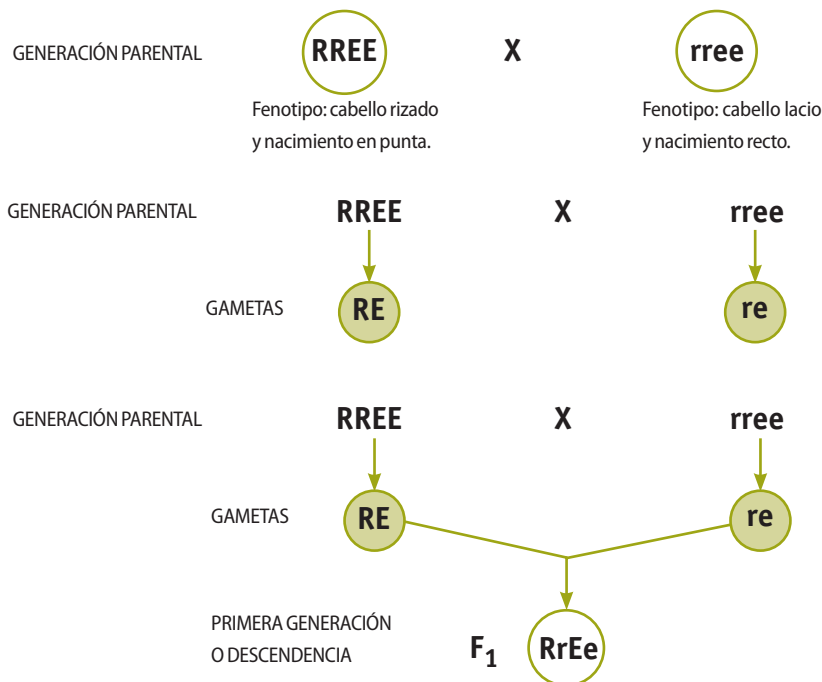 GENERACIÓN PARENTAL RREE X rree
Fenotipo: cabello rizado
y nacimiento en punta.
Fenotipo: cabello lacio
y nacimiento recto.
GENERACIÓN PARENTAL RREE X rree
GAMETAS RE re
GENERACIÓN PARENTAL RREE X rree
GAMETAS RE re
PRIMERA GENERACIÓN
O DESCENDENCIA
F1 RrEe